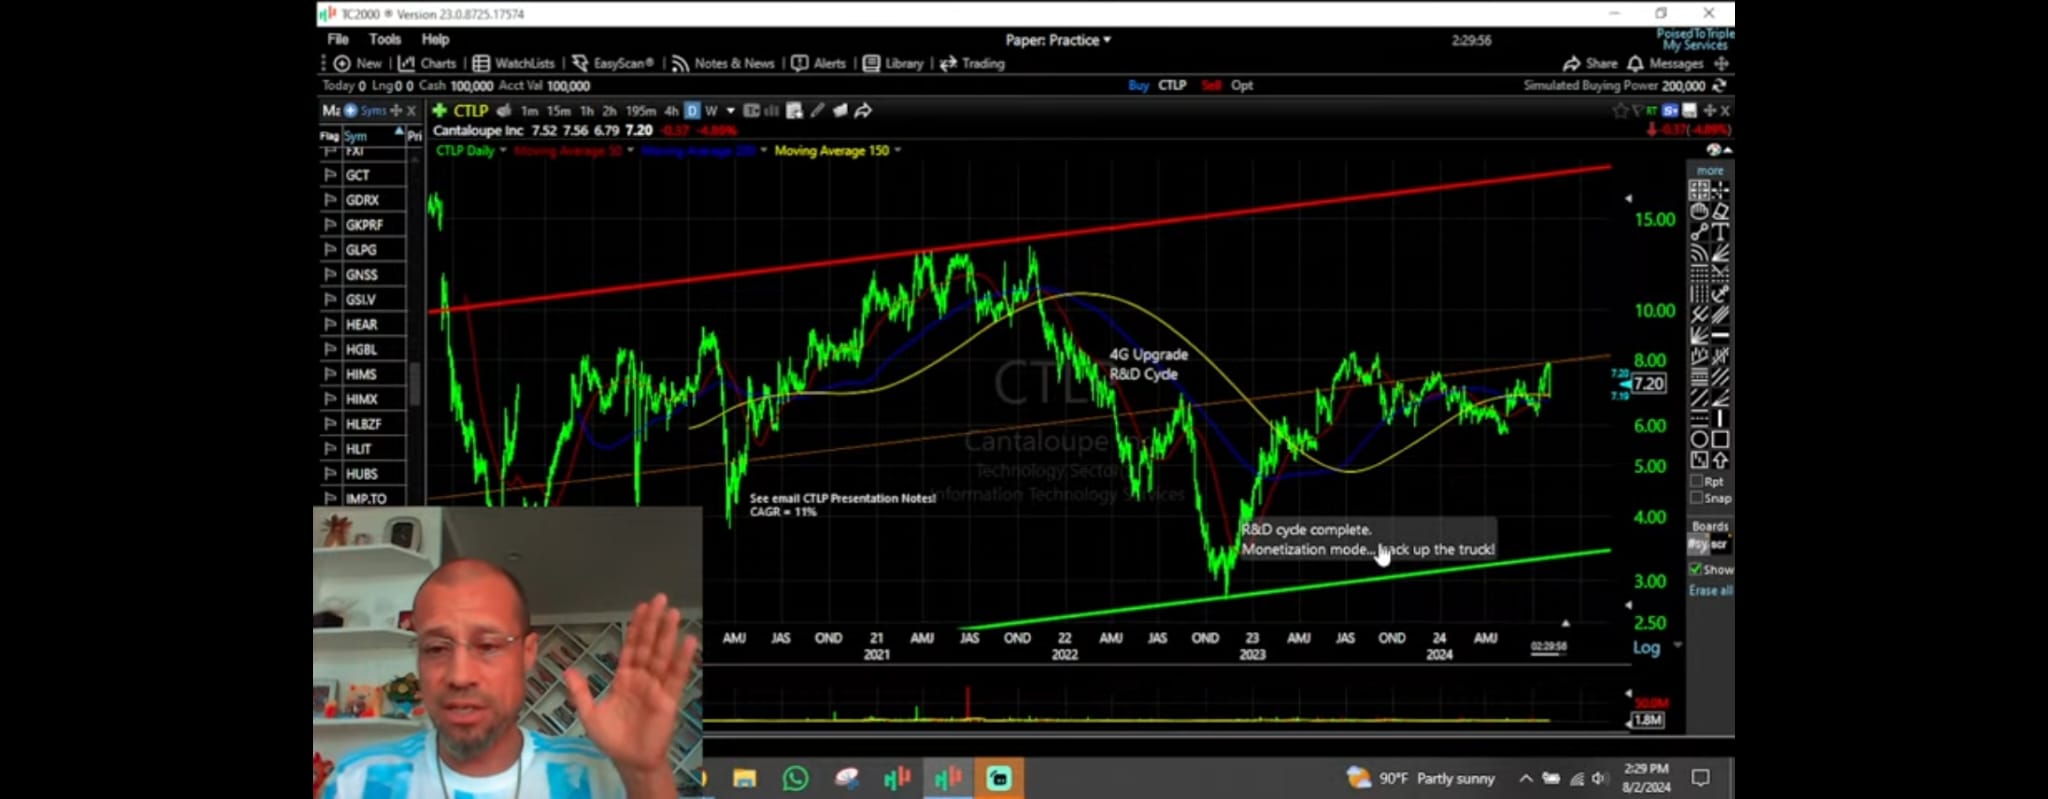 TC2000 ® Version 23.0.8725.17574
File Tools Help
Paper: Practice
2:29:56
PoisedToTriple
My Services
New Charts WatchLists EasyScan® Notes & News Alerts Library Trading
Share Messages
Today 0 Lng 0 0 Cash 100,000 Acct Val 100,000
Buy CTLP Sell Opt
Simulated Buying Power 200,000
Syms
CTLP 1m 15m 1h 2h 195m 4h D W
Flag Sym Pri
Cantaloupe Inc 7.52 7.56 6.79 7.20 -0.37 -4.89%
-0.37(-4.89%)
CTLP Daily Moving Average 50 Moving Average 200 Moving Average 150
more
FXI
GCT
GDRX
GKPRF
GLPG
GNSS
GSLV
HEAR
HGBL
HIMS
HIMX
HLBZF
HLIT
HUBS
IMP.TO
15.00
10.00
8.00
7.20
7.20
7.19
6.00
5.00
4.00
3.00
2.50
4G Upgrade
R&D Cycle
Cantaloupe
Technology Sector
Information Technology Services
See email CTLP Presentation Notes!
CAGR = 11%
R&D cycle complete.
Monetization mode... back up the truck!
Rpt
Snap
Boards
Show
Erase all
AMJ JAS OND 21 AMJ JAS OND 22 AMJ JAS OND 23 AMJ JAS OND 24 AMJ
2021 2022 2023 2024
02:29:56
Log
50.0M
1.8M
90°F Partly sunny
2:29 PM
8/2/2024